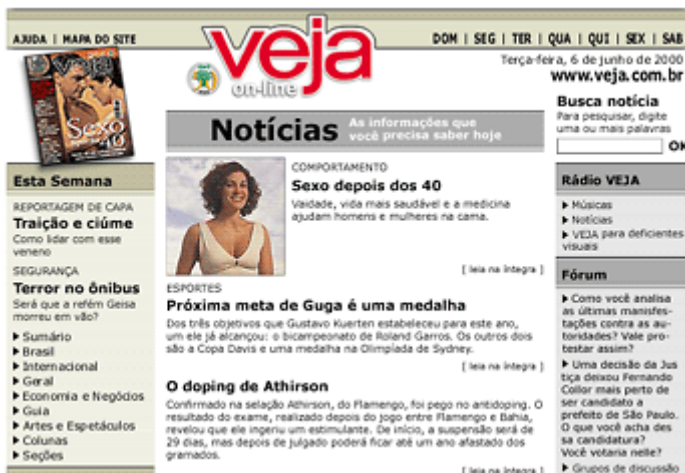 AJUDA | MAPA DO SITE
veja
on-line
DOM | SEG | TER | QUA | QUI | SEX | SAB
Terça-feira, 6 de junho de 2000
www.veja.com.br
veja
Sexo
40
Notícias
As informações que
você precisa saber hoje
Busca notícia
Para pesquisar, digite
uma ou mais palavras
OK
Esta Semana
REPORTAGEM DE CAPA
Traição e ciúme
Como lidar com esse
veneno
SEGURANÇA
Terror no ônibus
Será que a refém Geisa
morreu em vão?
Sumário
Brasil
Internacional
Geral
Economia e Negócios
Guia
Artes e Espetáculos
Colunas
Seções
COMPORTAMENTO
Sexo depois dos 40
Vaidade, vida mais saudável e a medicina
ajudam homens e mulheres na cama.
[ leia na íntegra ]
ESPORTES
Próxima meta de Guga é uma medalha
Dos três objetivos que Gustavo Kuerten estabeleceu para este ano,
um ele já alcançou: o bicampeonato de Roland Garros. Os outros dois
são a Copa Davis e uma medalha na Olimpíada de Sydney.
[ leia na íntegra ]
O doping de Athirson
Confirmado na selação Athirson, do Flamengo, foi pego no antidoping. O
resultado do exame, realizado depois do jogo entre Flamengo e Bahia,
revelou que ele ingeriu um estimulante. De início, a suspensão será de
29 dias, mas depois de julgado poderá ficar até um ano afastado dos
gramados.
[ leia na íntegra ]
Rádio VEJA
Músicas
Notícias
VEJA para deficientes
visuais
Fórum
Como você analisa
as últimas manifes-
tações contra as au-
toridades? Vale pro-
testar assim?
Uma decisão da Jus
tiça deixou Fernando
Collor mais perto de
ser candidato a
prefeito de São Paulo.
O que você acha des
sa candidatura?
Você votaria nele?
Grupos de discussão